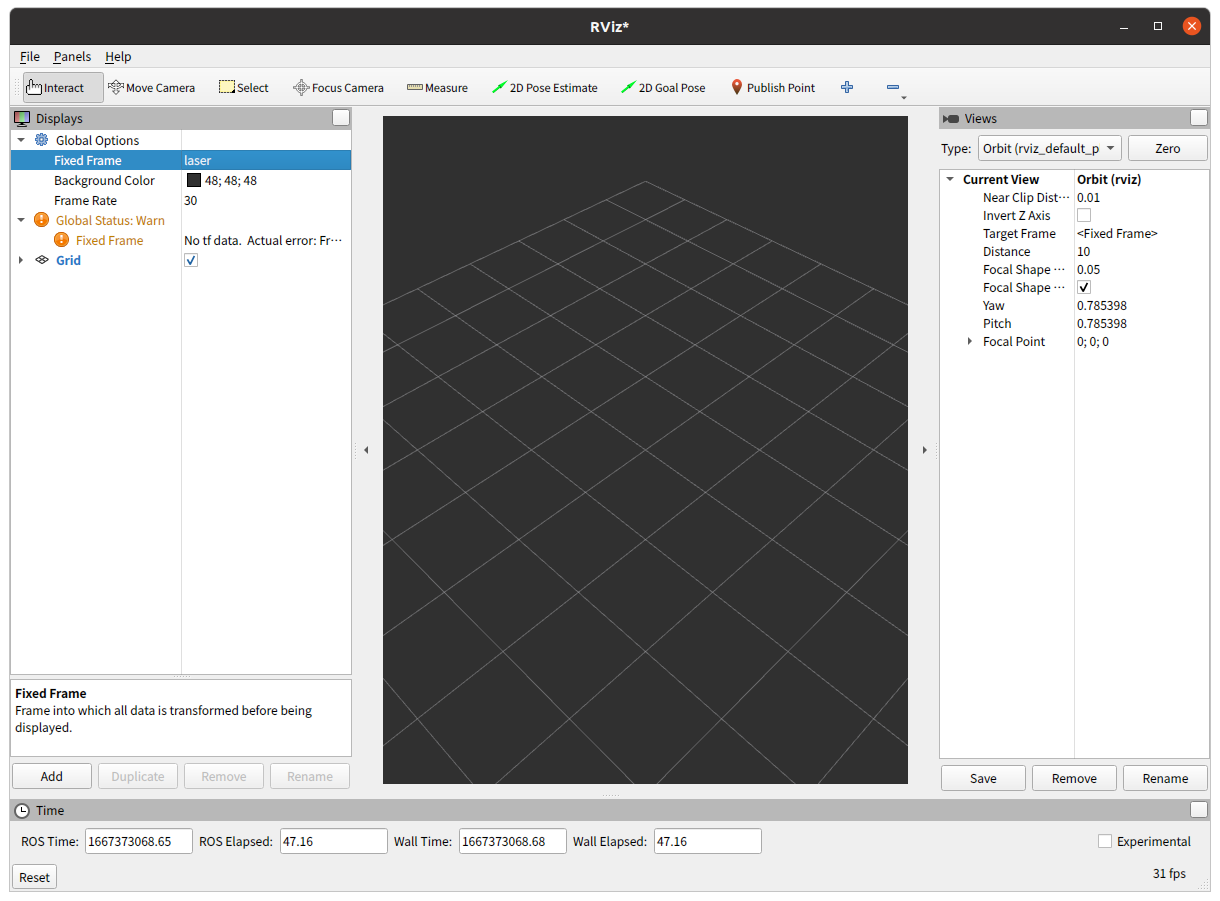 RViz*
File Panels Help
Interact Move Camera Select Focus Camera Measure 2D Pose Estimate 2D Goal Pose Publish Point
Displays
Global Options
Fixed Frame laser
Background Color 48; 48; 48
Frame Rate 30
Global Status: Warn
Fixed Frame No tf data.  Actual error: Fr···
Grid
Fixed Frame
Frame into which all data is transformed before being
displayed.
Add Duplicate Remove Rename
Views
Type: Orbit (rviz_default_p Zero
Current View Orbit (rviz)
Near Clip Dist··· 0.01
Invert Z Axis
Target Frame <Fixed Frame>
Distance 10
Focal Shape ··· 0.05
Focal Shape ···
Yaw 0.785398
Pitch 0.785398
Focal Point 0; 0; 0
Save Remove Rename
Time
ROS Time: 1667373068.65 ROS Elapsed: 47.16 Wall Time: 1667373068.68 Wall Elapsed: 47.16 Experimental
Reset 31 fps